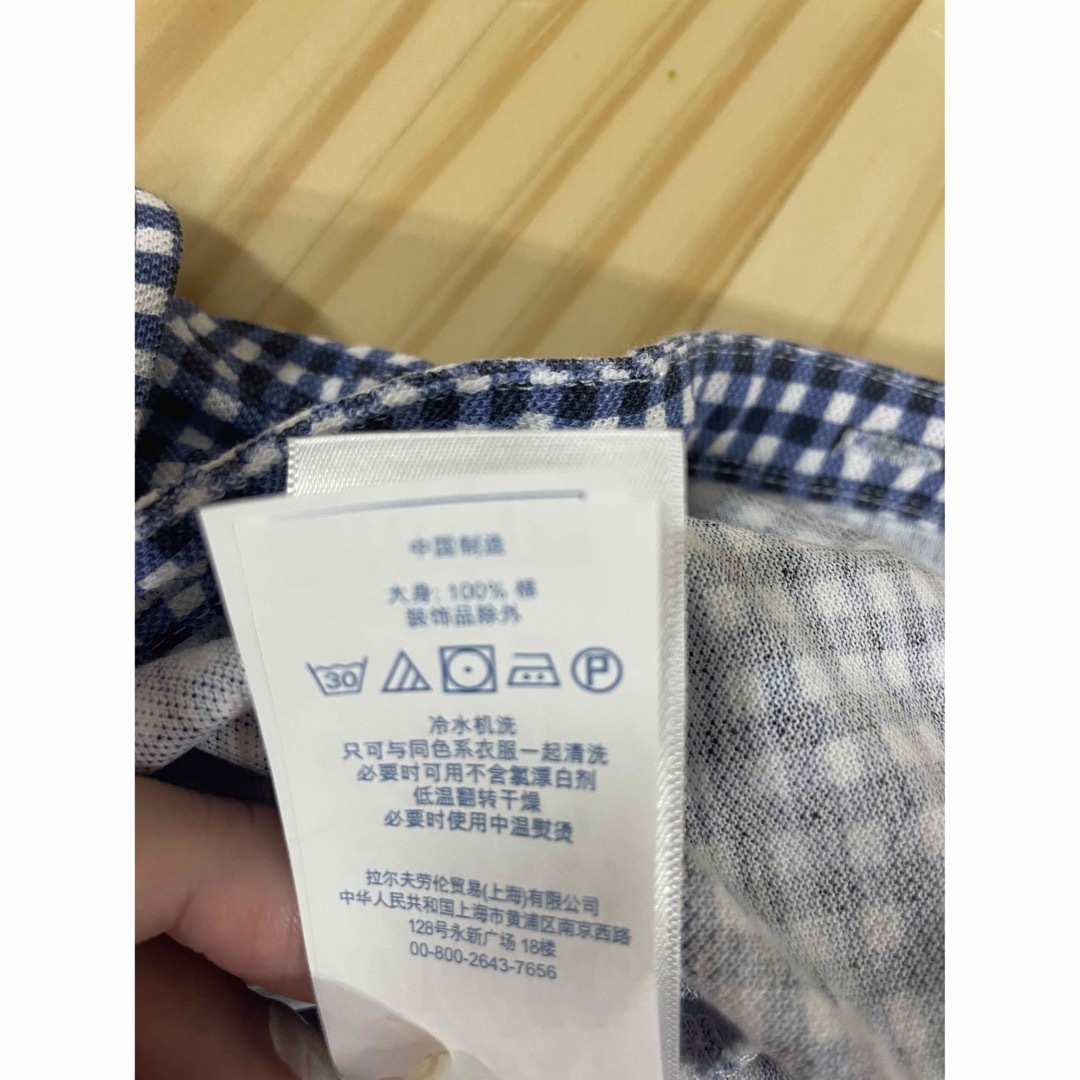 中国制造
大身: 100% 棉
装饰品除外
30 P
冷水机洗
只可与同色系衣服一起清洗
必要时可用不含氯漂白剂
低温翻转干燥
必要时使用中温熨烫
拉尔夫劳伦贸易(上海)有限公司
中华人民共和国上海市黄浦区南京西路
128号永新广场 18楼
00-800-2643-7656